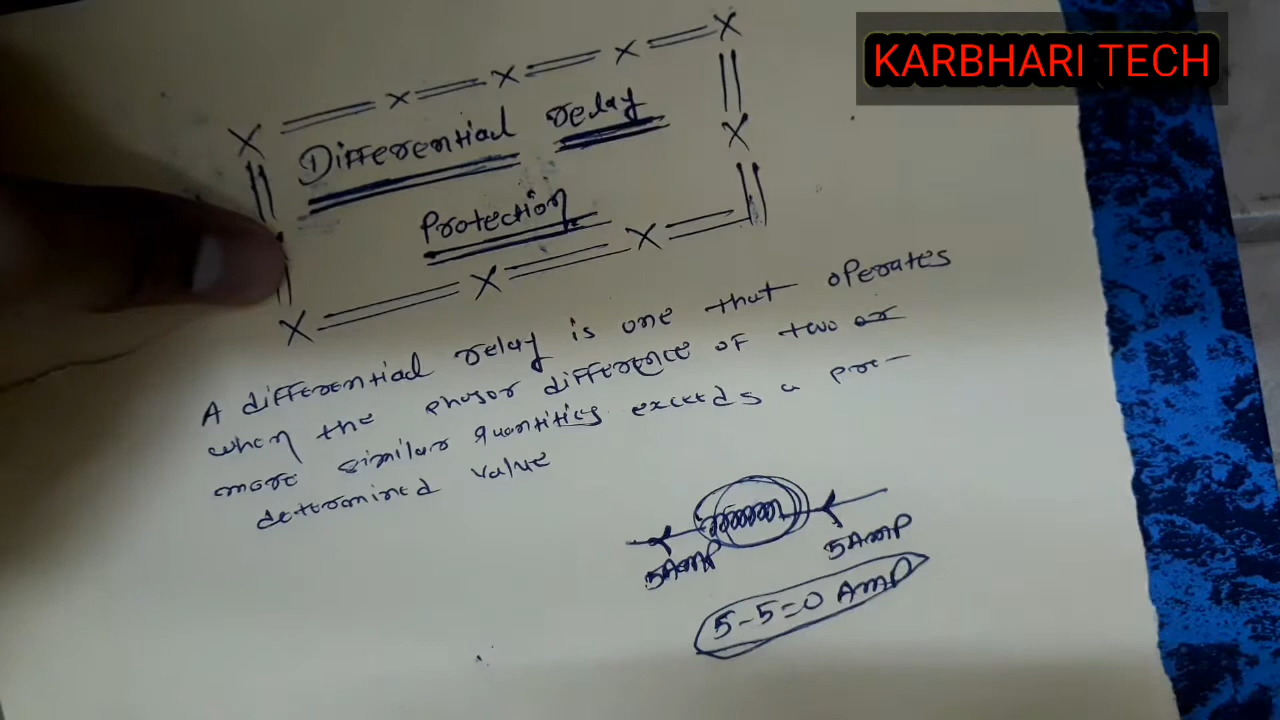 KARBHARI TECH
Differential relay
Protection
A differential relay is one that operates
when the phasor difference of two or
more similar quantities exceeds a pre-
determined value
5Amp 5Amp
5-5=0 Amp